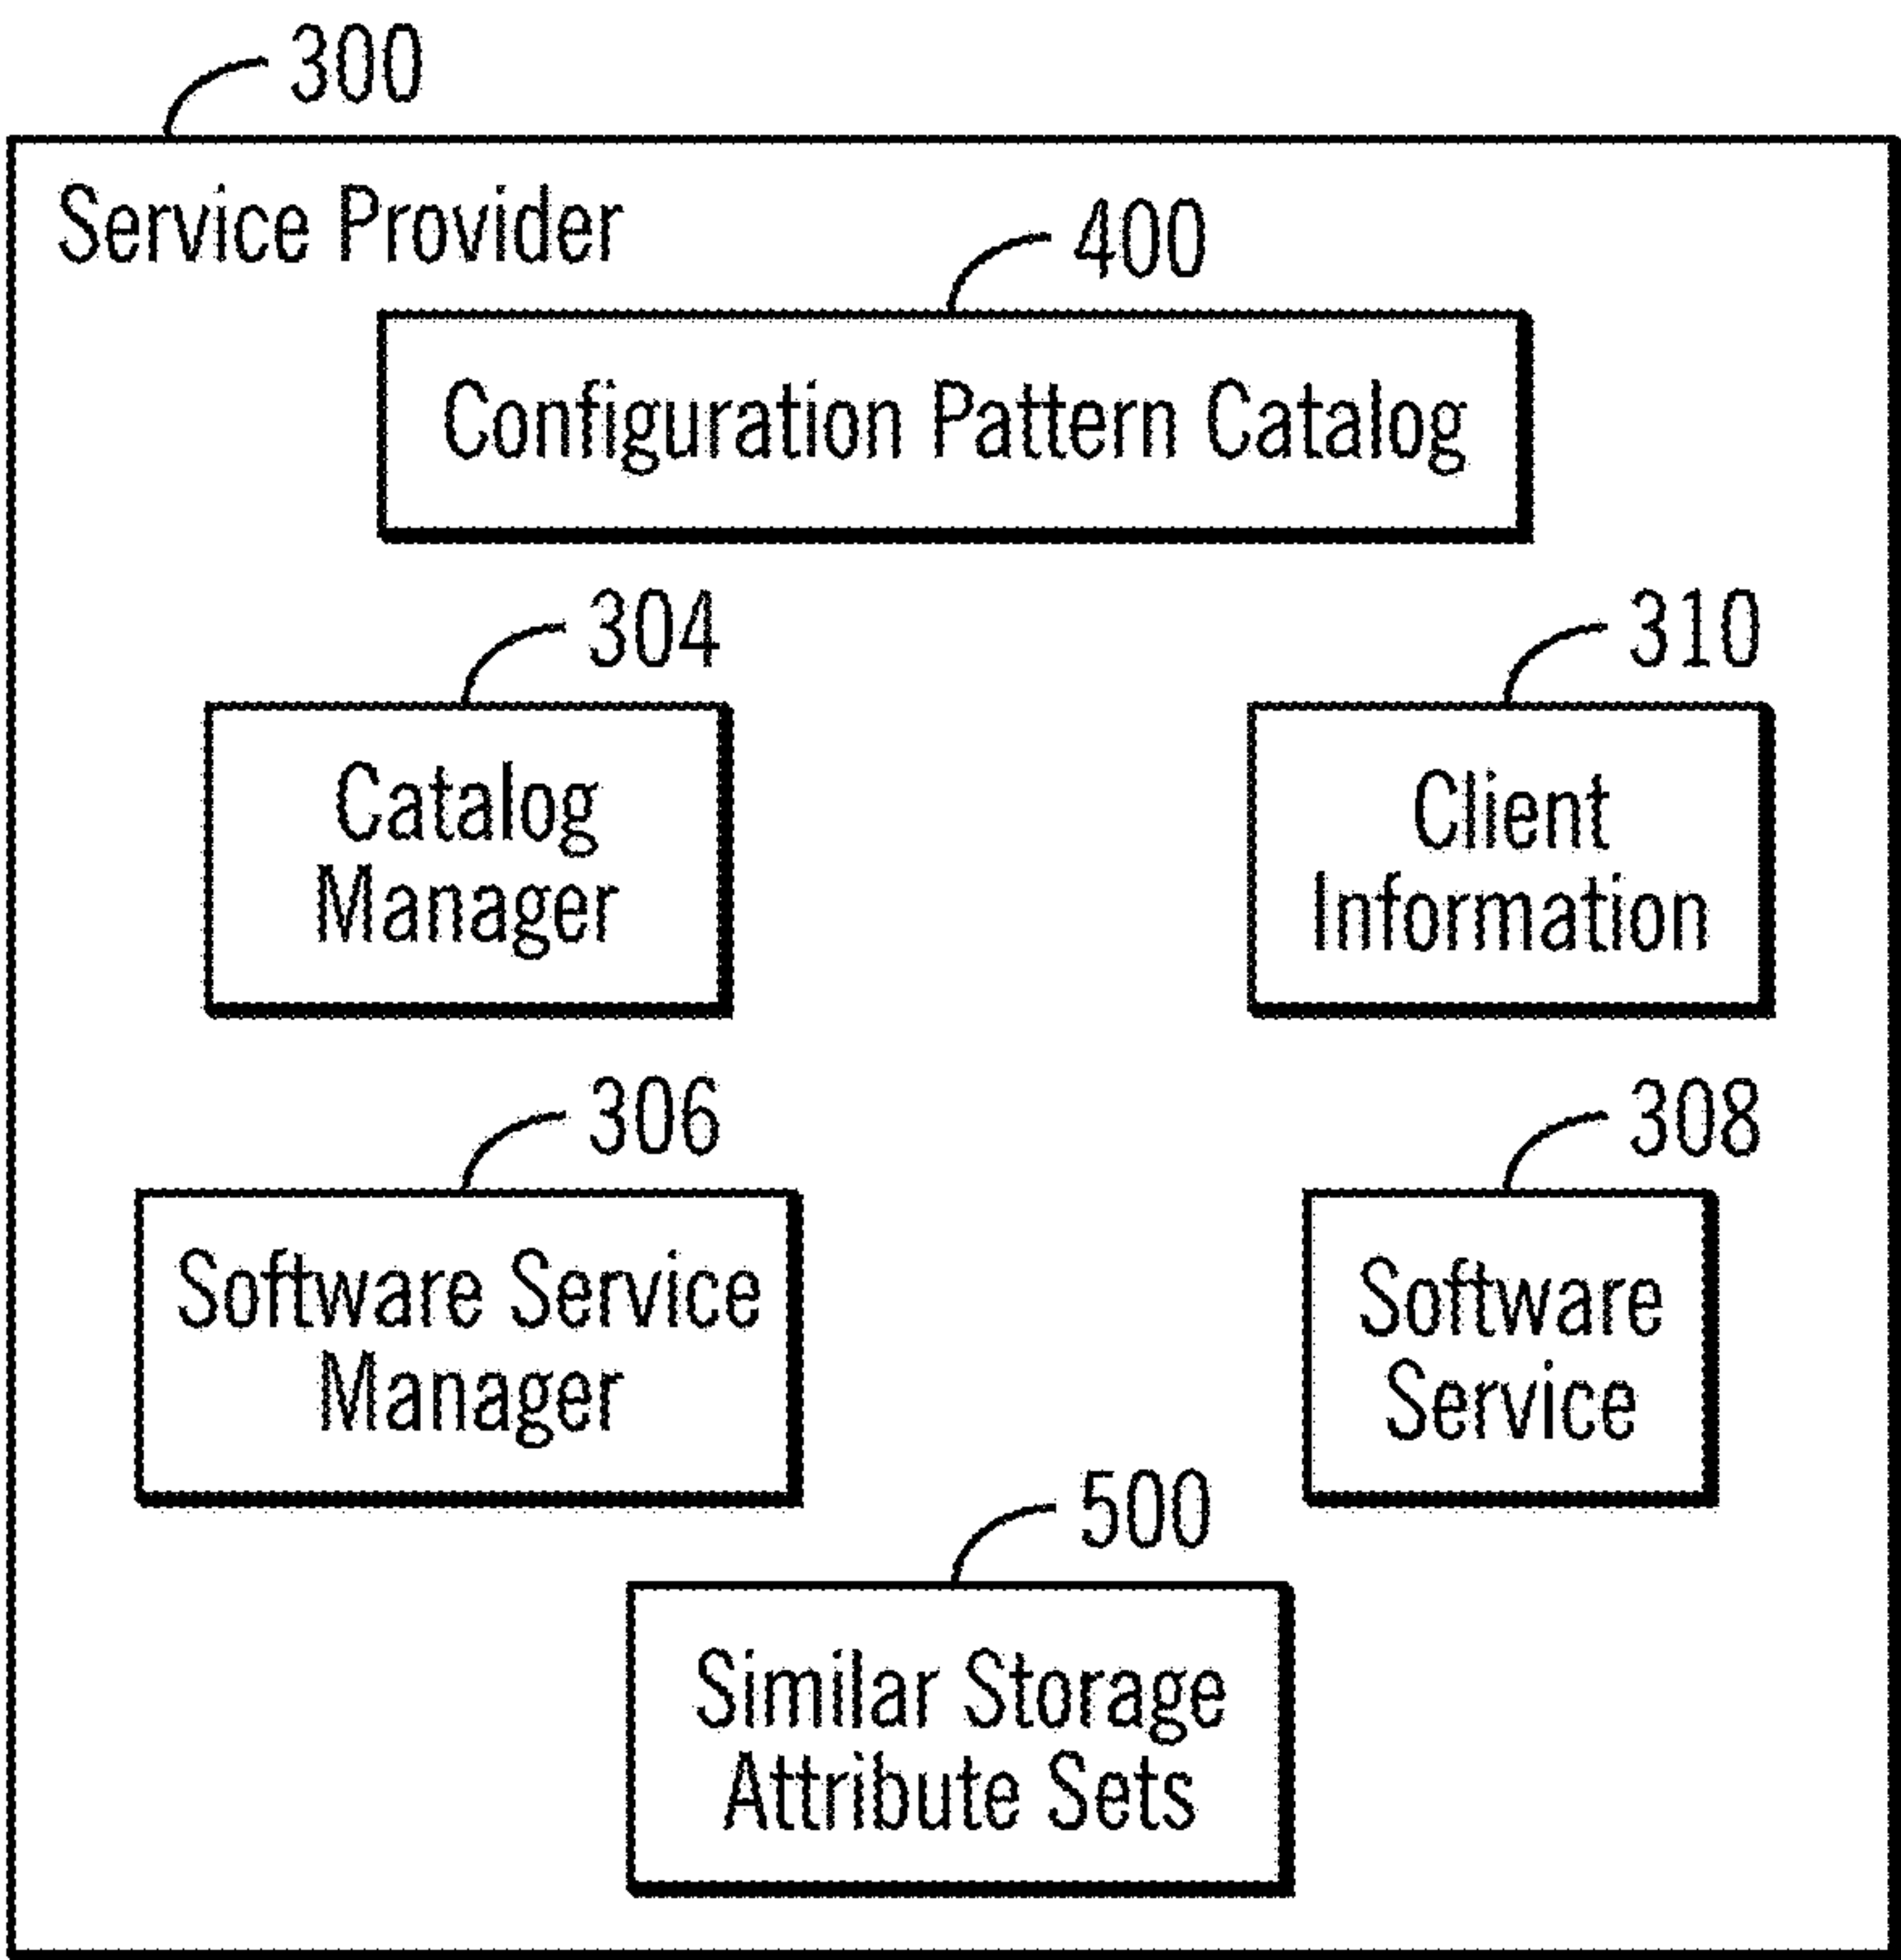 300
Service Provider
400
Configuration Pattern Catalog
304
Catalog
Manager
310
Client
Information
306
Software Service
Manager
308
Software
Service
500
Similar Storage
Attribute Sets